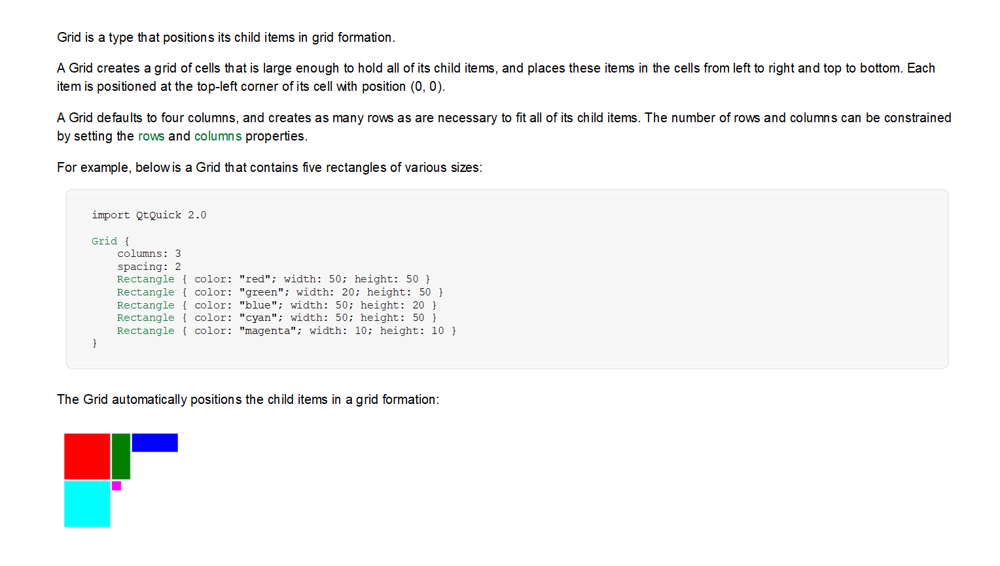 Grid is a type that positions its child items in grid formation.
A Grid creates a grid of cells that is large enough to hold all of its child items, and places these items in the cells from left to right and top to bottom. Each
item is positioned at the top-left corner of its cell with position (0, 0).
A Grid defaults to four columns, and creates as many rows as are necessary to fit all of its child items. The number of rows and columns can be constrained
by setting the rows and columns properties.
For example, below is a Grid that contains five rectangles of various sizes:
import QtQuick 2.0
Grid {
    columns: 3
    spacing: 2
    Rectangle { color: "red"; width: 50; height: 50 }
    Rectangle { color: "green"; width: 20; height: 50 }
    Rectangle { color: "blue"; width: 50; height: 20 }
    Rectangle { color: "cyan"; width: 50; height: 50 }
    Rectangle { color: "magenta"; width: 10; height: 10 }
}
The Grid automatically positions the child items in a grid formation: